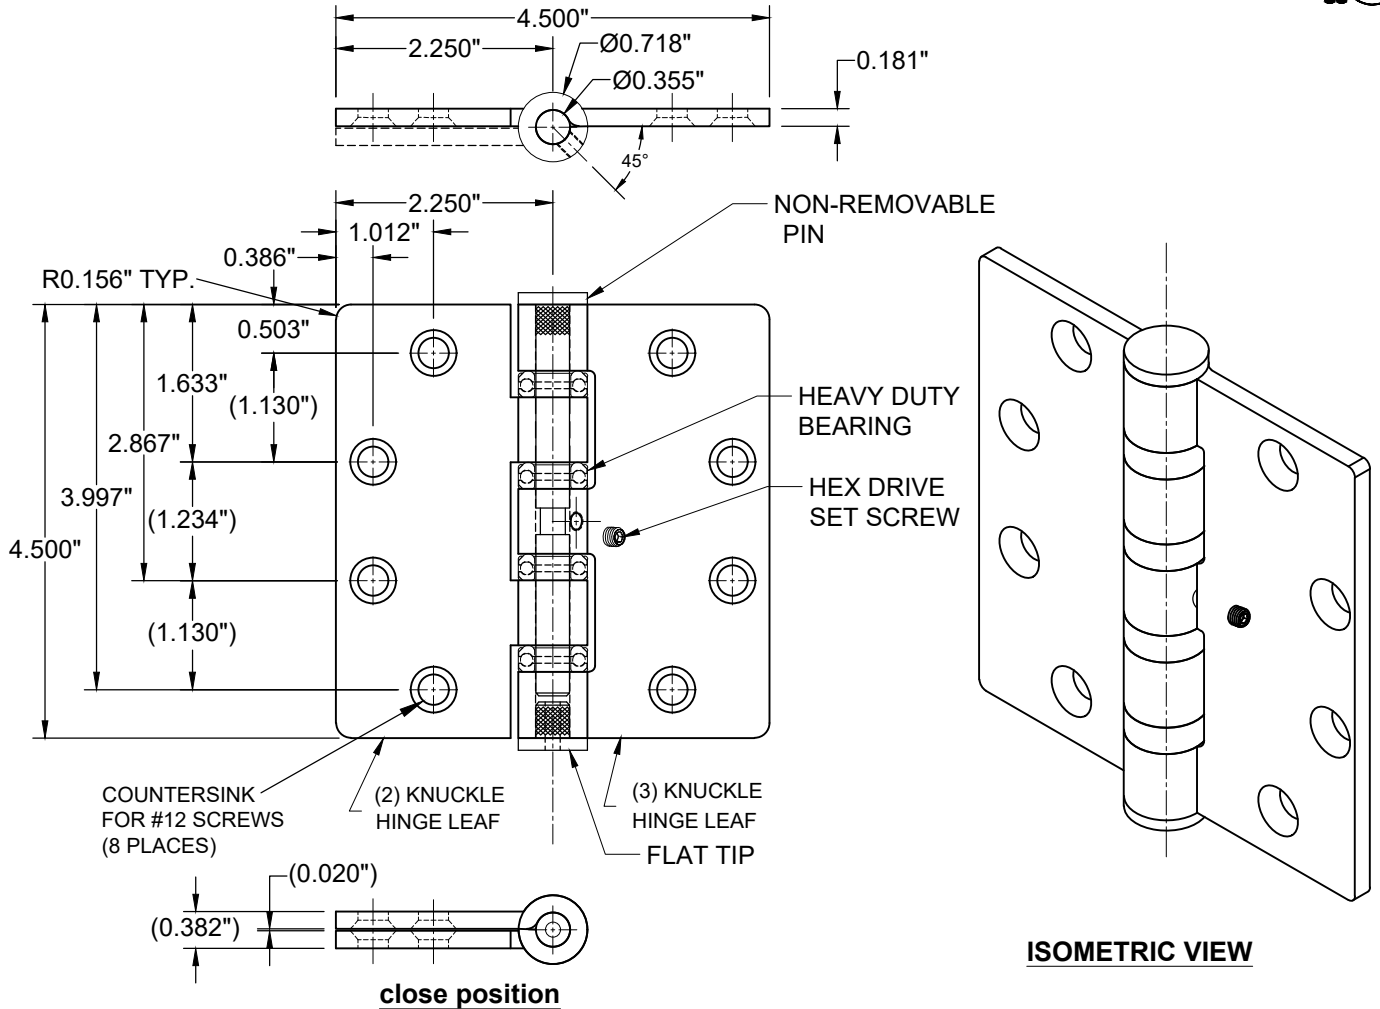 4.500"
2.250"
Ø0.718"
Ø0.355"
0.181"
45°
2.250"
1.012"
0.386"
R0.156" TYP.
0.503"
1.633"
(1.130")
2.867"
3.997"
(1.234")
4.500"
(1.130")
NON-REMOVABLE
PIN
HEAVY DUTY
BEARING
HEX DRIVE
SET SCREW
COUNTERSINK
FOR #12 SCREWS
(8 PLACES)
(2) KNUCKLE
HINGE LEAF
(3) KNUCKLE
HINGE LEAF
FLAT TIP
(0.020")
(0.382")
close position
ISOMETRIC VIEW